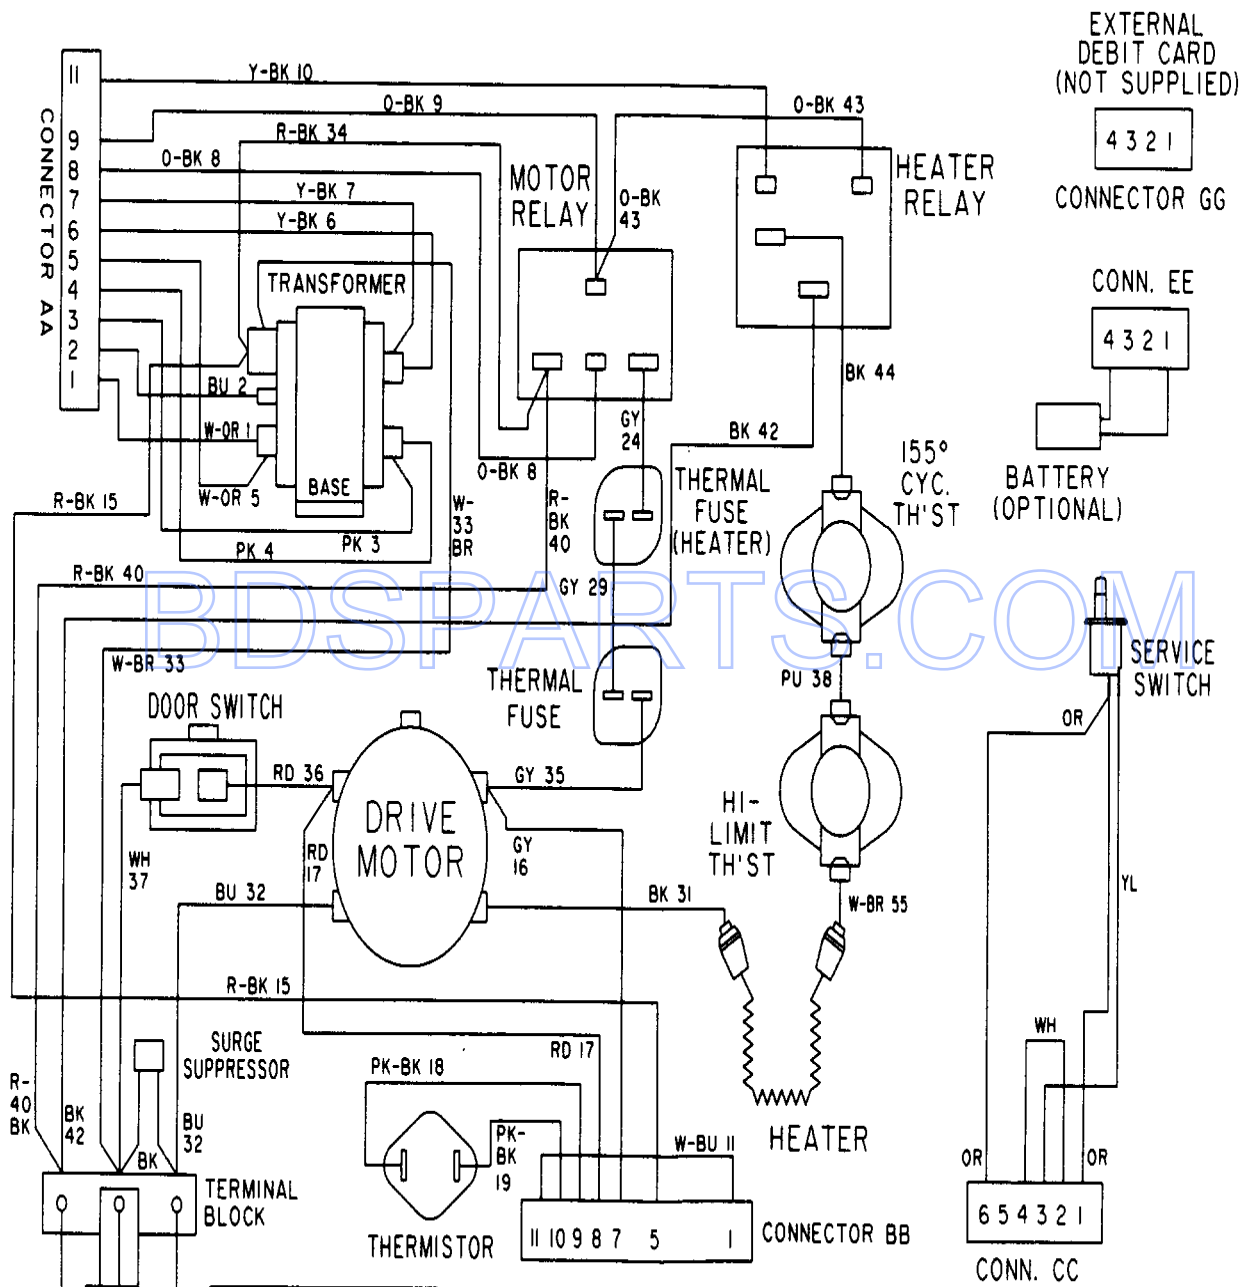 EXTERNAL
DEBIT CARD
(NOT SUPPLIED)
4 3 2 1
CONNECTOR GG
CONNECTOR AA
11
9
8
7
6
5
4
3
2
1
Y-BK 10
O-BK 9
R-BK 34
O-BK 8
Y-BK 7
Y-BK 6
TRANSFORMER
BU 2
W-OR 1
W-OR 5
BASE
R-BK 15
PK 3
PK 4
W-
33
BR
MOTOR
RELAY
O-BK
43
O-BK 43
HEATER
RELAY
CONN. EE
4 3 2 1
BATTERY
(OPTIONAL)
BK 44
BK 42
GY
24
O-BK 8
R-
BK
40
THERMAL
FUSE
(HEATER)
155°
CYC.
TH'ST
R-BK 40
GY 29
BDSPARTS.COM
W-BR 33
THERMAL
FUSE
PU 38
SERVICE
SWITCH
OR
DOOR SWITCH
RD 36
GY 35
DRIVE
MOTOR
HI-
LIMIT
TH'ST
WH
37
RD
17
GY
16
BU 32
BK 31
W-BR 55
YL
R-BK 15
SURGE
SUPPRESSOR
RD 17
PK-BK 18
WH
R-
40
BK
BK
42
BK
BU
32
PK-
BK
19
W-BU 11
HEATER
OR
OR
TERMINAL
BLOCK
THERMISTOR
11 10 9 8 7 5 1
CONNECTOR BB
6 5 4 3 2 1
CONN. CC